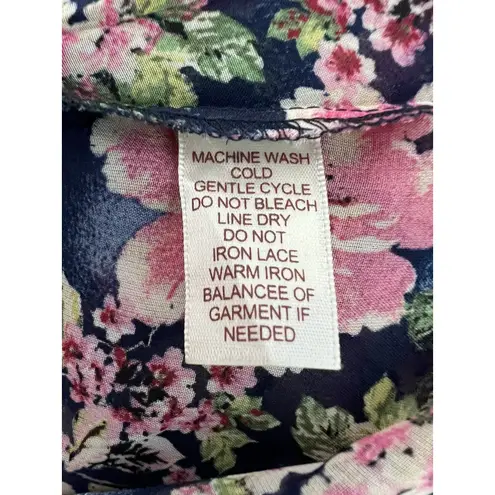 MACHINE WASH
COLD
GENTLE CYCLE
DO NOT BLEACH
LINE DRY
DO NOT
IRON LACE
WARM IRON
BALANCEE OF
GARMENT IF
NEEDED